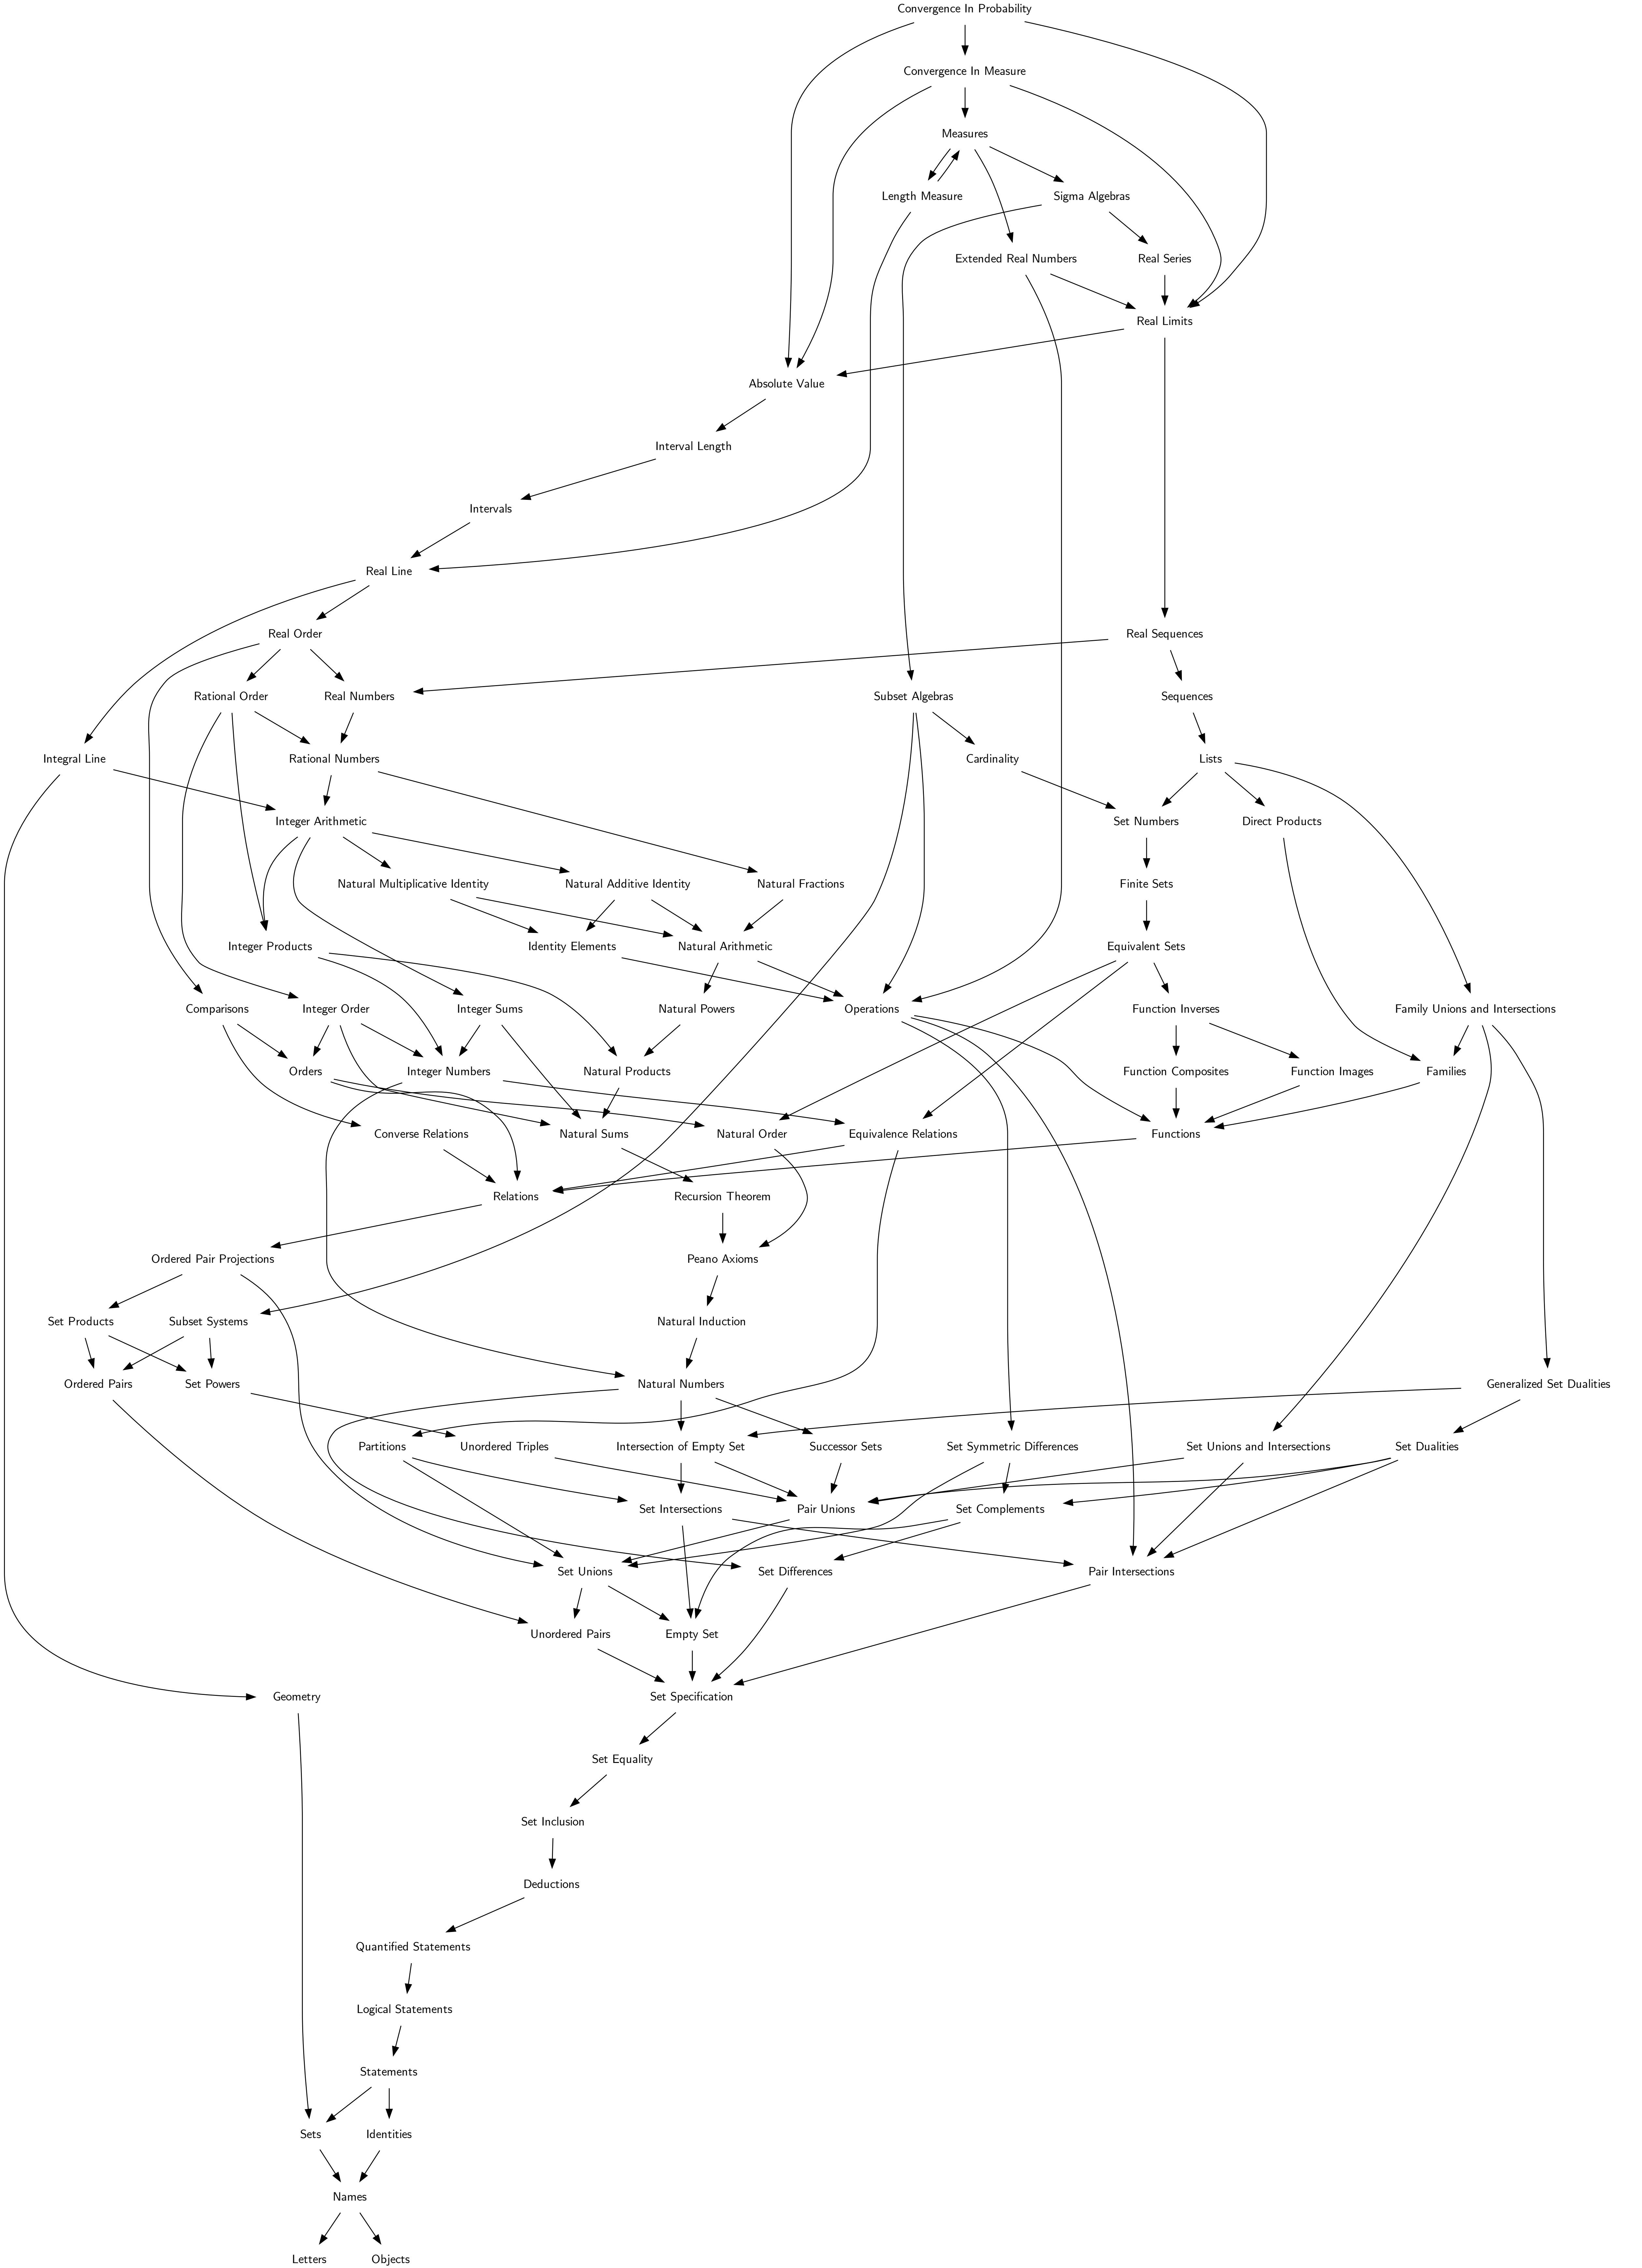 Convergence In Probability
Convergence In Measure
Measures
Length Measure
Sigma Algebras
Extended Real Numbers
Real Series
Real Limits
Absolute Value
Interval Length
Intervals
Real Line
Real Order
Real Sequences
Rational Order
Real Numbers
Subset Algebras
Sequences
Integral Line
Rational Numbers
Cardinality
Lists
Integer Arithmetic
Set Numbers
Direct Products
Natural Multiplicative Identity
Natural Additive Identity
Natural Fractions
Finite Sets
Integer Products
Identity Elements
Natural Arithmetic
Equivalent Sets
Comparisons
Integer Order
Integer Sums
Natural Powers
Operations
Function Inverses
Family Unions and Intersections
Orders
Integer Numbers
Natural Products
Function Composites
Function Images
Families
Converse Relations
Natural Sums
Natural Order
Equivalence Relations
Functions
Relations
Recursion Theorem
Ordered Pair Projections
Peano Axioms
Set Products
Subset Systems
Natural Induction
Ordered Pairs
Set Powers
Natural Numbers
Generalized Set Dualities
Partitions
Unordered Triples
Intersection of Empty Set
Successor Sets
Set Symmetric Differences
Set Unions and Intersections
Set Dualities
Set Intersections
Pair Unions
Set Complements
Set Unions
Set Differences
Pair Intersections
Unordered Pairs
Empty Set
Geometry
Set Specification
Set Equality
Set Inclusion
Deductions
Quantified Statements
Logical Statements
Statements
Sets
Identities
Names
Letters
Objects